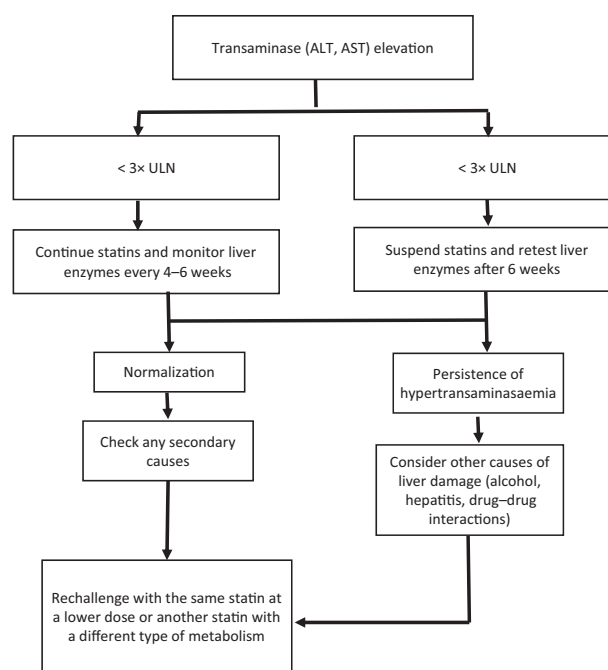 Transaminase (ALT, AST) elevation
< 3× ULN
< 3× ULN
Continue statins and monitor liver
enzymes every 4–6 weeks
Suspend statins and retest liver
enzymes after 6 weeks
Normalization
Persistence of
hypertransaminasaemia
Check any secondary
causes
Consider other causes of
liver damage (alcohol,
hepatitis, drug–drug
interactions)
Rechallenge with the same statin at
a lower dose or another statin with
a different type of metabolism